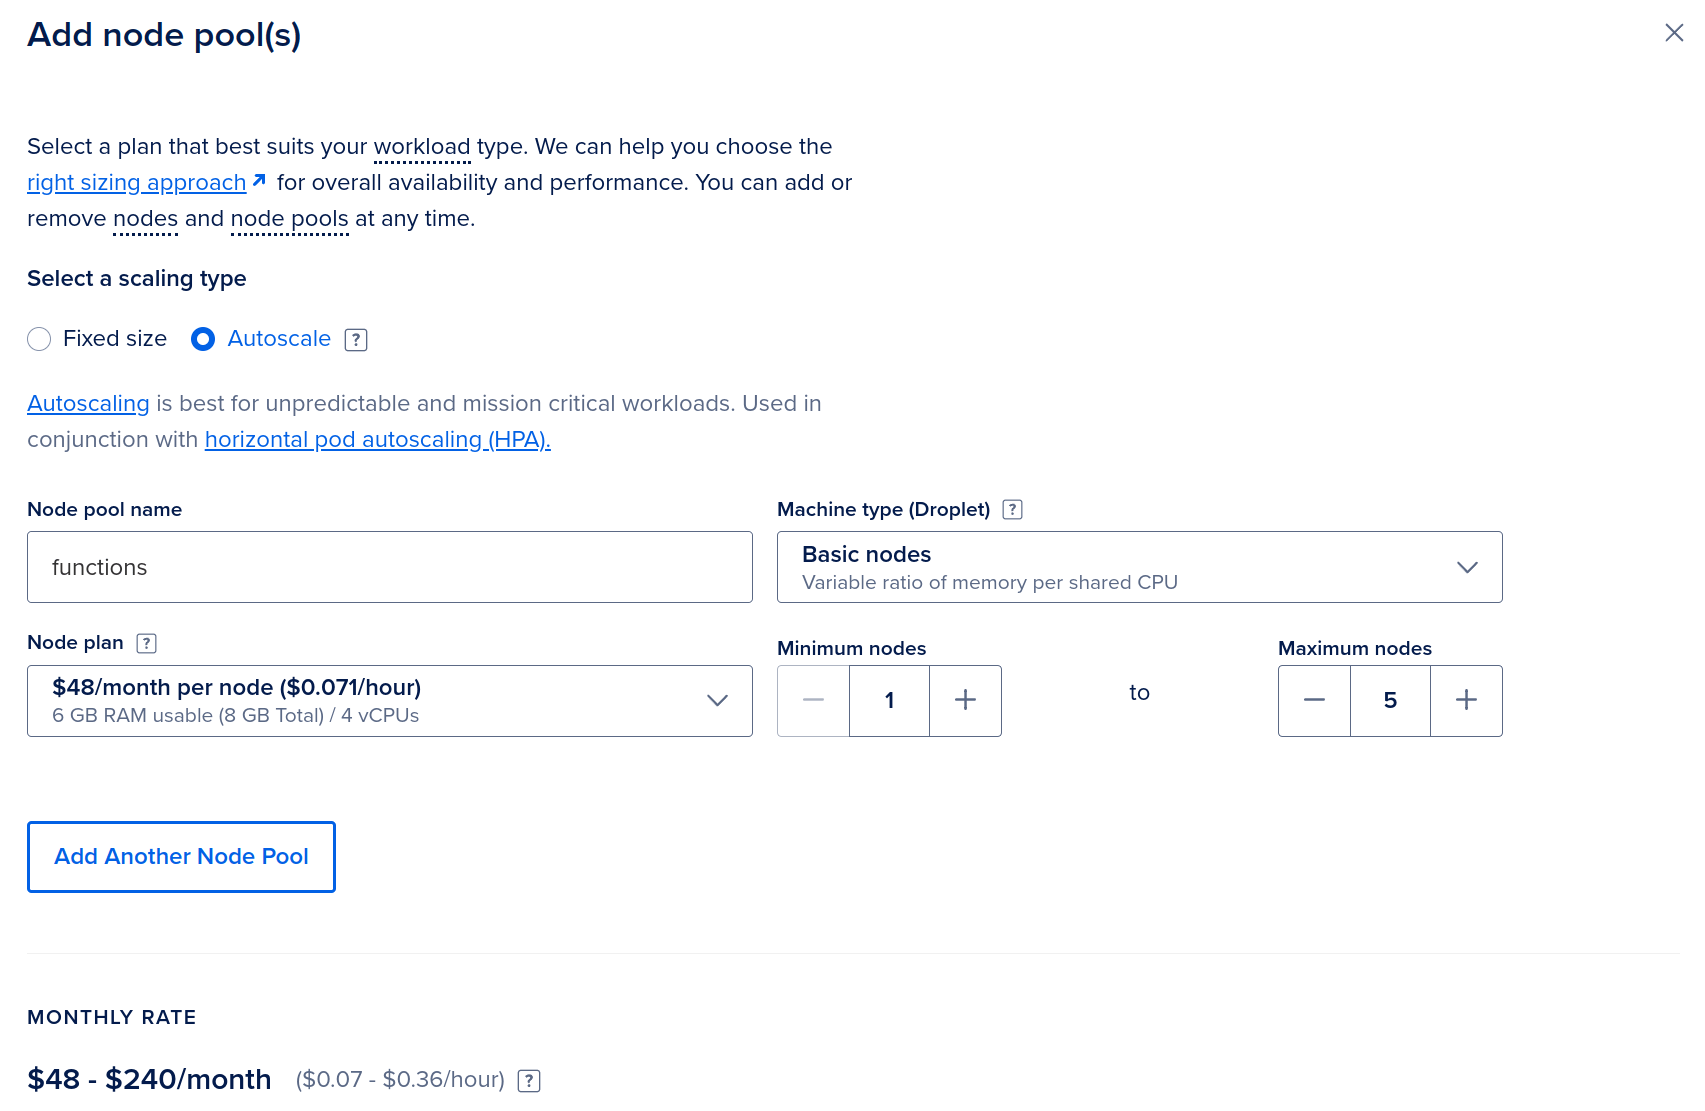 Add node pool(s)
Select a plan that best suits your workload type. We can help you choose the
right sizing approach for overall availability and performance. You can add or
remove nodes and node pools at any time.
Select a scaling type
Fixed size Autoscale ?
Autoscaling is best for unpredictable and mission critical workloads. Used in
conjunction with horizontal pod autoscaling (HPA).
Node pool name
functions
Machine type (Droplet) ?
Basic nodes
Variable ratio of memory per shared CPU
Node plan ?
$48/month per node ($0.071/hour)
6 GB RAM usable (8 GB Total) / 4 vCPUs
Minimum nodes
1
to
Maximum nodes
5
Add Another Node Pool
MONTHLY RATE
$48 - $240/month ($0.07 - $0.36/hour) ?